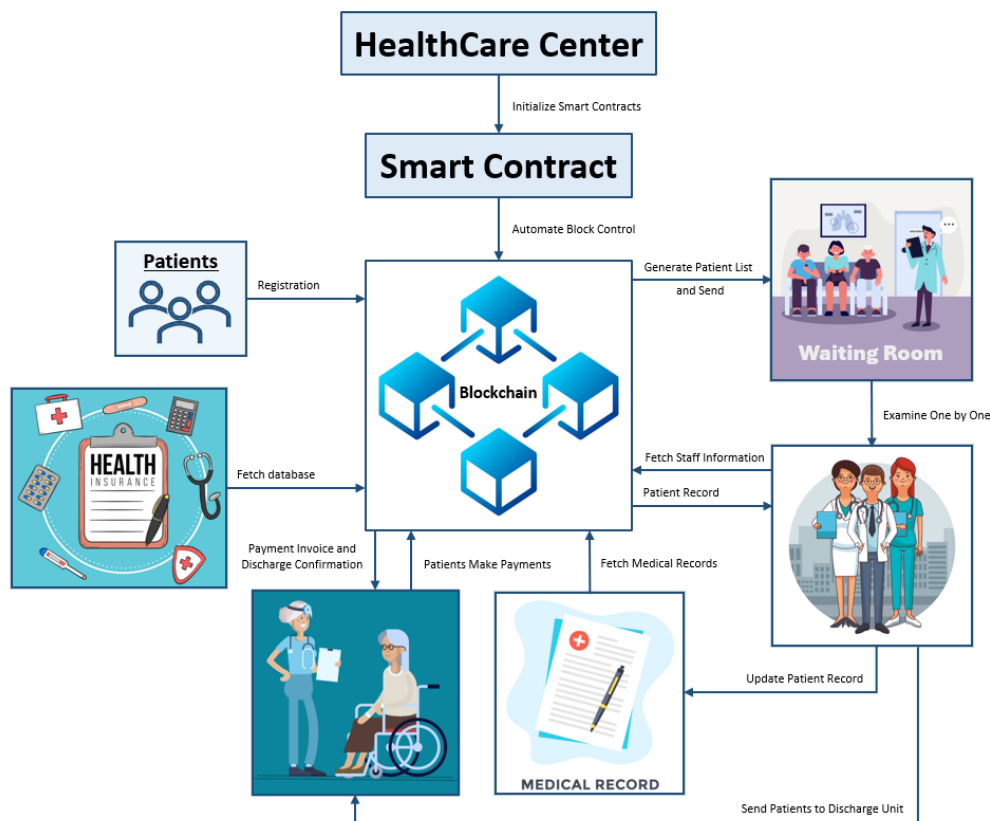 HealthCare Center
Initialize Smart Contracts
Smart Contract
Automate Block Control
Patients
Registration
Generate Patient List
and Send
Waiting Room
Blockchain
Examine One by One
HEALTH
INSURANCE
Fetch database
Fetch Staff Information
Patient Record
Payment Invoice and
Discharge Confirmation
Patients Make Payments
Fetch Medical Records
Update Patient Record
MEDICAL RECORD
Send Patients to Discharge Unit